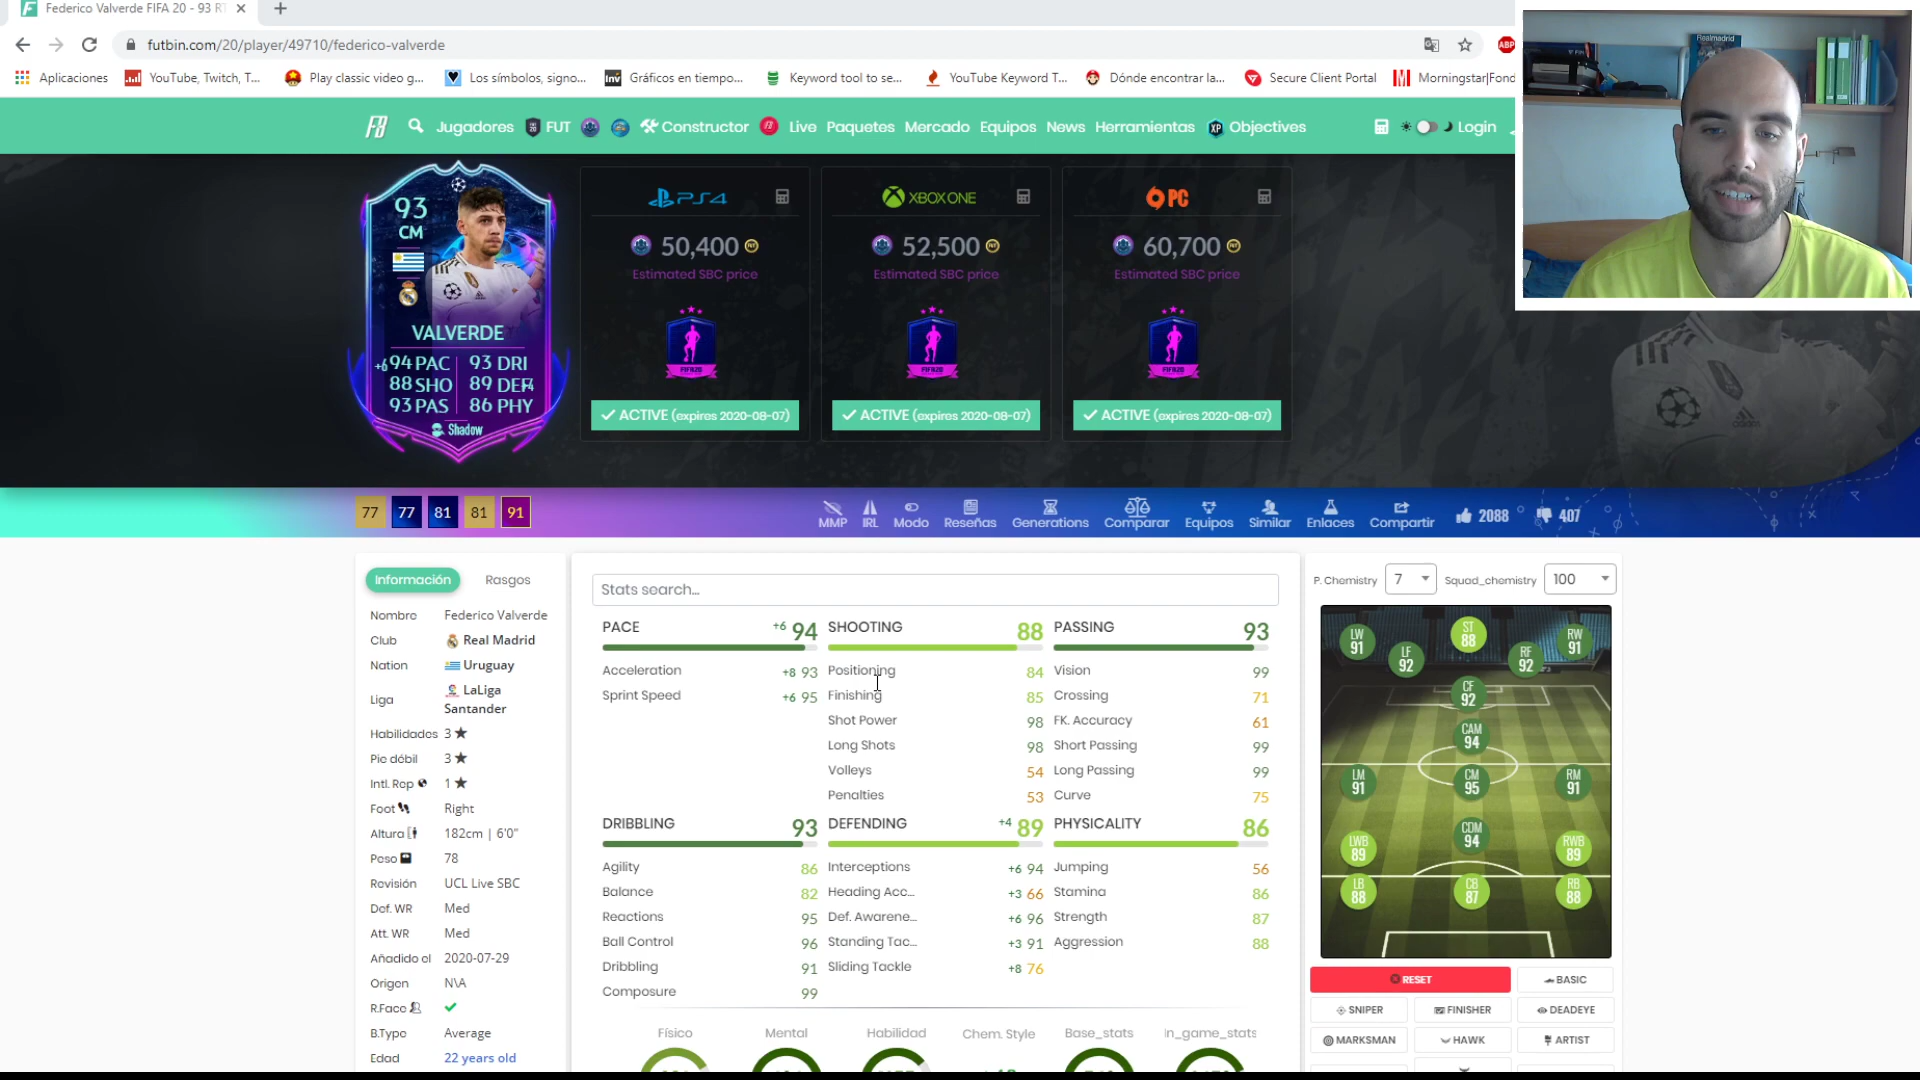 Federico Valverde FIFA 20 - 93 RT
futbin.com/20/player/49710/federico-valverde
ABP
Aplicaciones YouTube, Twitch, T... Play classic video g... Los símbolos, signo... Inv Gráficos en tiempo... Keyword tool to se... YouTube Keyword T... Dónde encontrar la... Secure Client Portal Morningstar|Fond
Realmadrid
FB Jugadores FUT Constructor Live Paquetes Mercado Equipos News Herramientas XP Objectives Login
93
CM
VALVERDE
+6 94 PAC 93 DRI
88 SHO 89 DEF +4
93 PAS 86 PHY
Shadow
PS4
50,400
Estimated SBC price
FIFA20
ACTIVE (expires 2020-08-07)
XBOX ONE
52,500
Estimated SBC price
FIFA20
ACTIVE (expires 2020-08-07)
PC
60,700
Estimated SBC price
FIFA20
ACTIVE (expires 2020-08-07)
77 77 81 81 91
MMP IRL Modo Reseñas Generations Comparar Equipos Similar Enlaces Compartir 2088 407
Información Rasgos
Nombre Federico Valverde
Club Real Madrid
Nation Uruguay
Liga LaLiga Santander
Habilidades 3
Pie débil 3
Intl. Rep 1
Foot Right
Altura 182cm | 6'0"
Peso 78
Revisión UCL Live SBC
Def. WR Med
Att. WR Med
Añadido el 2020-07-29
Origen N\A
R.Face
B.Type Average
Edad 22 years old
Stats search...
PACE +6 94
Acceleration +8 93
Sprint Speed +6 95
SHOOTING 88
Positioning 84
Finishing 85
Shot Power 98
Long Shots 98
Volleys 54
Penalties 53
PASSING 93
Vision 99
Crossing 71
FK. Accuracy 61
Short Passing 99
Long Passing 99
Curve 75
DRIBBLING 93
Agility 86
Balance 82
Reactions 95
Ball Control 96
Dribbling 91
Composure 99
DEFENDING +4 89
Interceptions +6 94
Heading Acc... +3 66
Def. Awarene... +6 96
Standing Tac... +3 91
Sliding Tackle +8 76
PHYSICALITY 86
Jumping 56
Stamina 86
Strength 87
Aggression 88
Físico Mental Habilidad Chem. Style Base_stats In_game_stats
P. Chemistry 7 Squad_chemistry 100
LW 91
LF 92
ST 88
RF 92
RW 91
CF 92
CAM 94
LM 91
CM 95
RM 91
CDM 94
LWB 89
RWB 89
LB 88
CB 87
RB 88
RESET BASIC
SNIPER FINISHER DEADEYE
MARKSMAN HAWK ARTIST